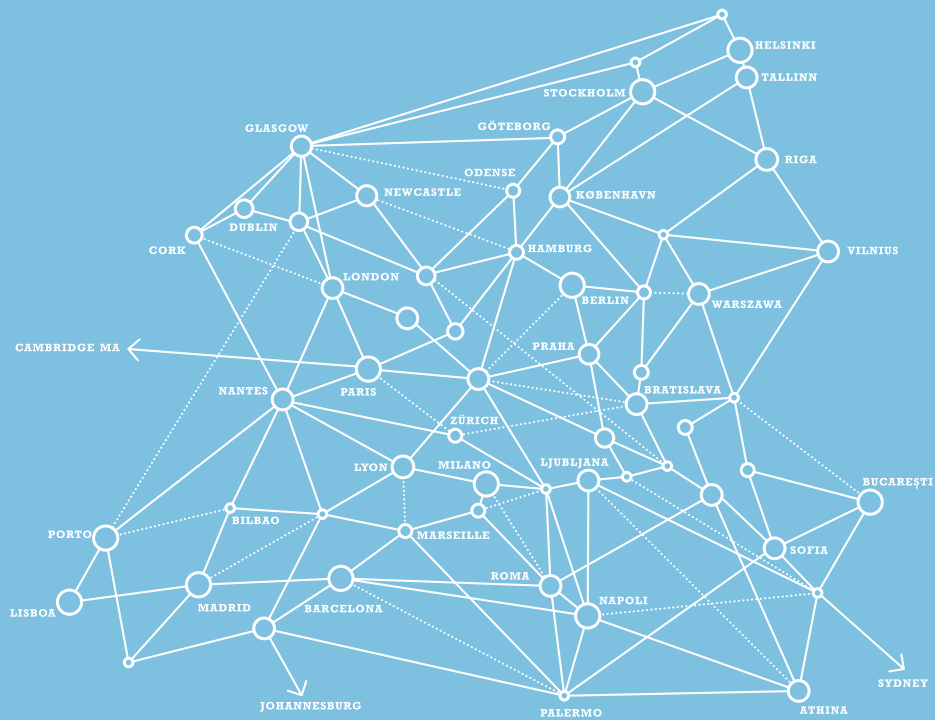 HELSINKI
TALLINN
STOCKHOLM
GLASGOW
GÖTEBORG
RIGA
ODENSE
NEWCASTLE
KØBENHAVN
DUBLIN
CORK
HAMBURG
VILNIUS
LONDON
BERLIN
WARSZAWA
CAMBRIDGE MA
PRAHA
NANTES
PARIS
BRATISLAVA
ZÜRICH
LYON
MILANO
LJUBLJANA
BUCAREȘTI
BILBAO
PORTO
MARSEILLE
SOFIA
ROMA
MADRID
BARCELONA
NAPOLI
LISBOA
SYDNEY
JOHANNESBURG
PALERMO
ATHINA